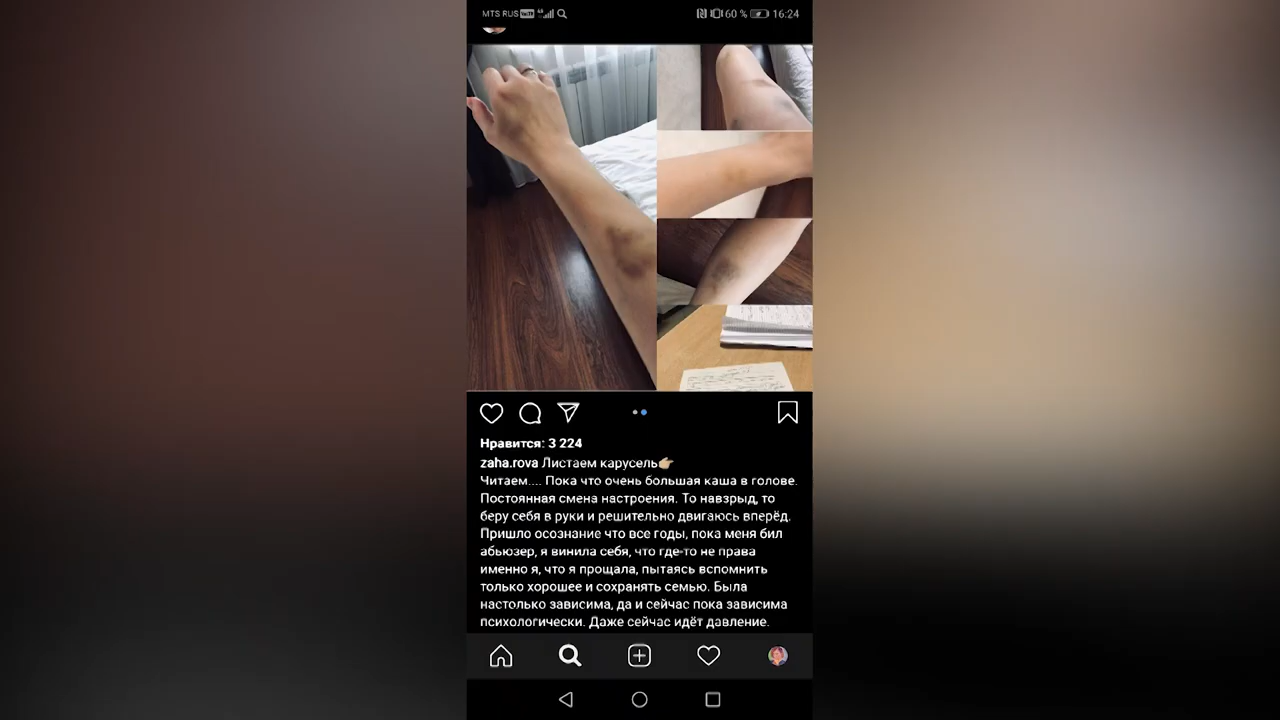 MTS RUS VoLTE 4G 60 % 16:24
Нравится: 3 224
zaha.rova Листаем карусель👉🏼
Читаем.... Пока что очень большая каша в голове.
Постоянная смена настроения. То навзрыд, то
беру себя в руки и решительно двигаюсь вперёд.
Пришло осознание что все годы, пока меня бил
абьюзер, я винила себя, что где-то не права
именно я, что я прощала, пытаясь вспомнить
только хорошее и сохранять семью. Была
настолько зависима, да и сейчас пока зависима
психологически. Даже сейчас идёт давление.